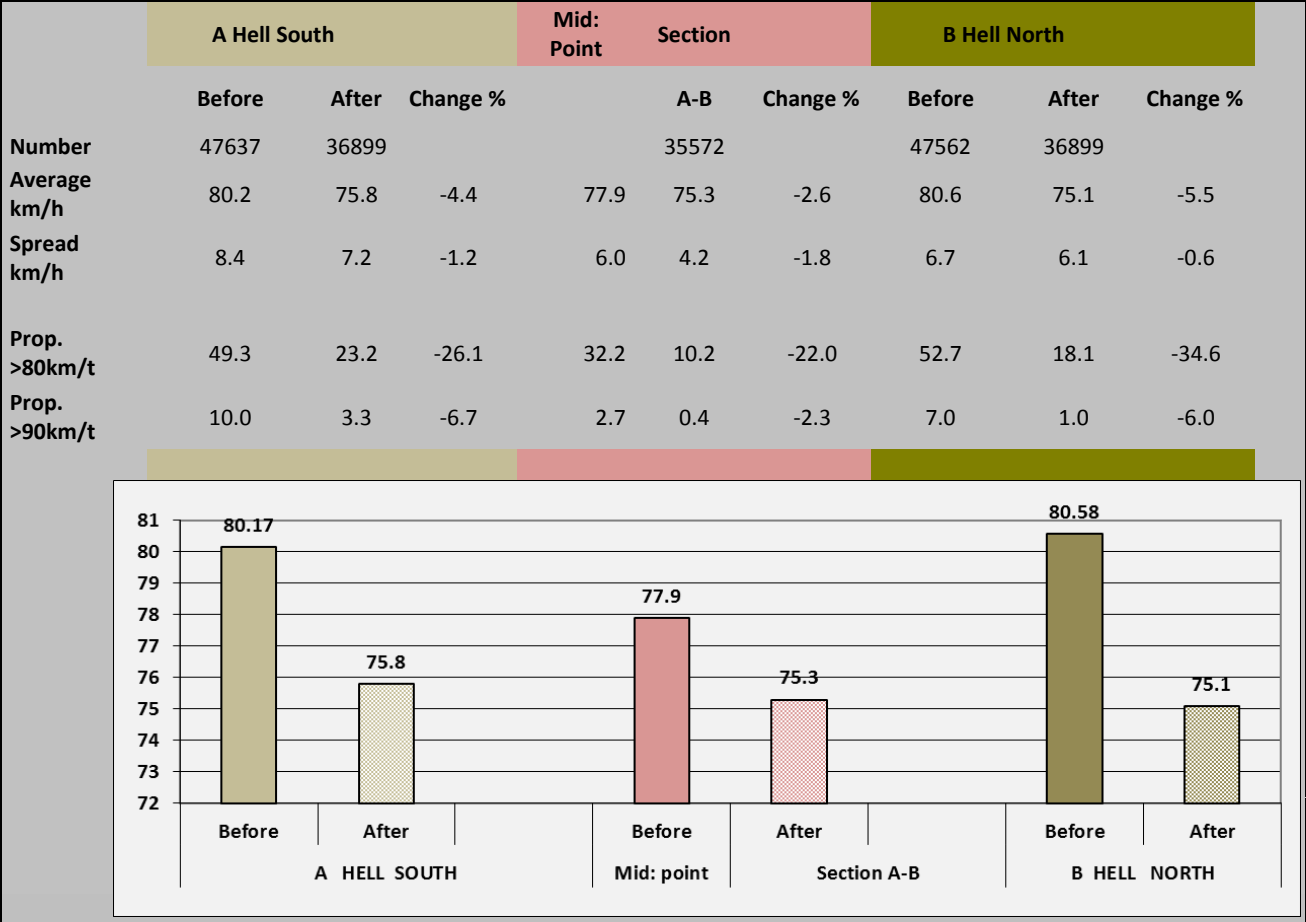 A Hell South Mid: Point Section B Hell North
Before After Change % A-B Change % Before After Change %
Number 47637 36899 35572 47562 36899
Average km/h 80.2 75.8 -4.4 77.9 75.3 -2.6 80.6 75.1 -5.5
Spread km/h 8.4 7.2 -1.2 6.0 4.2 -1.8 6.7 6.1 -0.6
Prop. >80km/t 49.3 23.2 -26.1 32.2 10.2 -22.0 52.7 18.1 -34.6
Prop. >90km/t 10.0 3.3 -6.7 2.7 0.4 -2.3 7.0 1.0 -6.0
81
80
79
78
77
76
75
74
73
72
80.17
75.8
77.9
75.3
80.58
75.1
Before After Before After Before After
A HELL SOUTH Mid: point Section A-B B HELL NORTH